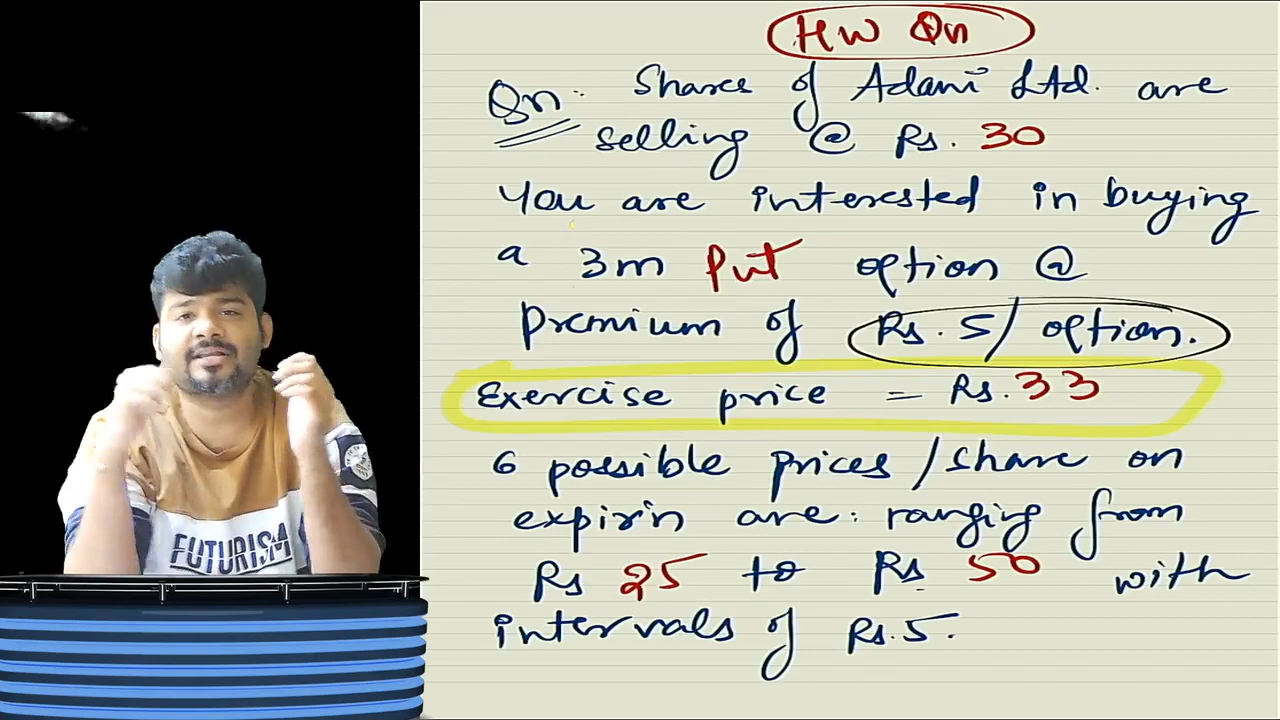 HW Qn
Qn: Shares of Adani Ltd. are
selling @ Rs. 30
You are interested in buying
a 3m Put option @
premium of Rs. 5/ option.
Exercise price = Rs. 33
6 possible prices / share on
expirin are: ranging from
Rs 25 to Rs 50 with
intervals of Rs. 5.
FUTURISM